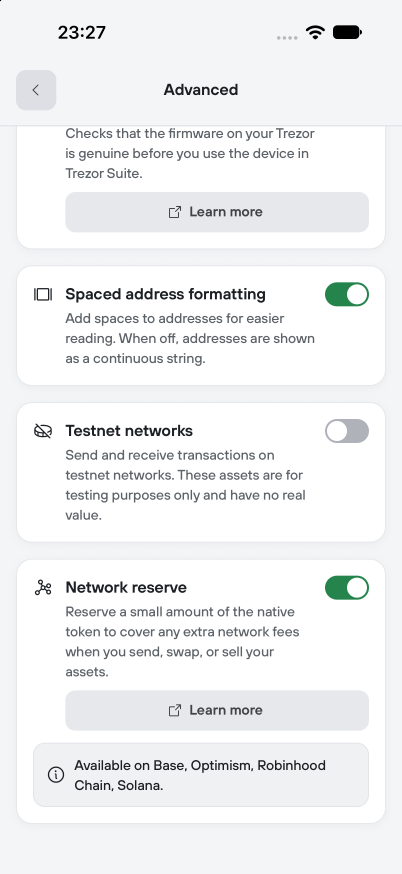 23:27
Advanced
Checks that the firmware on your Trezor
is genuine before you use the device in
Trezor Suite.
Learn more
Spaced address formatting
Add spaces to addresses for easier
reading. When off, addresses are shown
as a continuous string.
Testnet networks
Send and receive transactions on
testnet networks. These assets are for
testing purposes only and have no real
value.
Network reserve
Reserve a small amount of the native
token to cover any extra network fees
when you send, swap, or sell your
assets.
Learn more
Available on Base, Optimism, Robinhood
Chain, Solana.